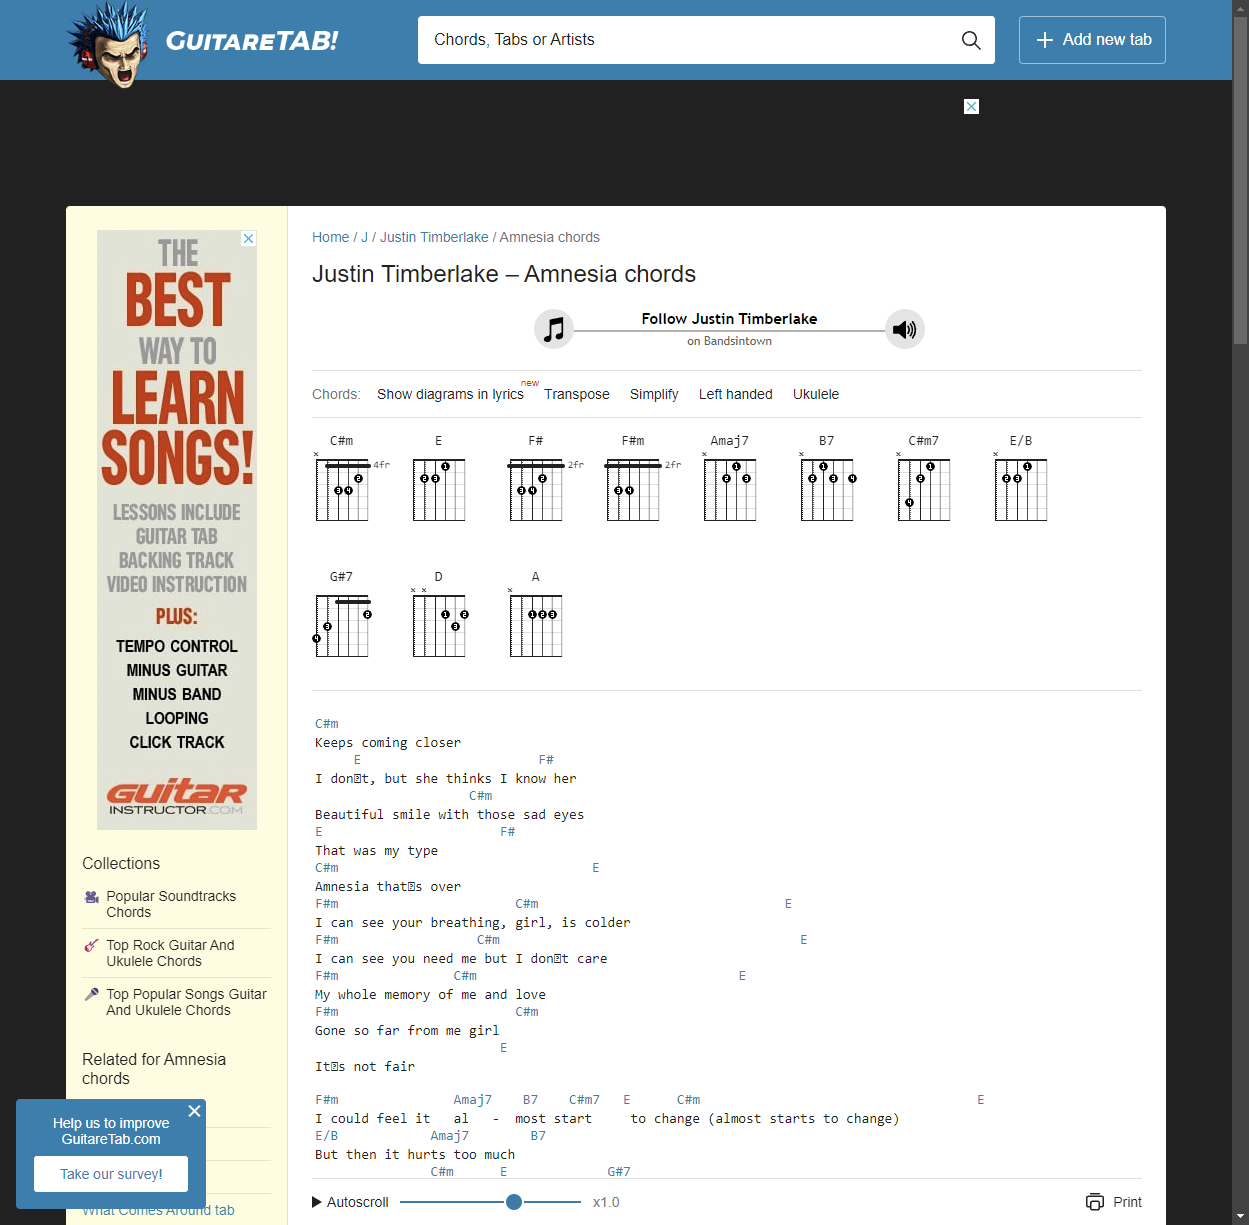 GUITARETAB!
Chords, Tabs or Artists
Add new tab
THE
BEST
WAY TO
LEARN
SONGS!
LESSONS INCLUDE
GUITAR TAB
BACKING TRACK
VIDEO INSTRUCTION
PLUS:
TEMPO CONTROL
MINUS GUITAR
MINUS BAND
LOOPING
CLICK TRACK
GUITAR
INSTRUCTOR.COM
Collections
Popular Soundtracks
Chords
Top Rock Guitar And
Ukulele Chords
Top Popular Songs Guitar
And Ukulele Chords
Related for Amnesia
chords
What Comes Around tab
Help us to improve
GuitareTab.com
Take our survey!
Home / J / Justin Timberlake / Amnesia chords
Justin Timberlake – Amnesia chords
Follow Justin Timberlake
on Bandsintown
Chords: Show diagrams in lyrics new Transpose Simplify Left handed Ukulele
C#m E F# F#m Amaj7 B7 C#m7 E/B
4fr 2fr 2fr
G#7 D A
C#m
Keeps coming closer
E F#
I don't, but she thinks I know her
C#m
Beautiful smile with those sad eyes
E F#
That was my type
C#m E
Amnesia that's over
F#m C#m E
I can see your breathing, girl, is colder
F#m C#m E
I can see you need me but I don't care
F#m C#m E
My whole memory of me and love
F#m C#m
Gone so far from me girl
E
It's not fair
F#m Amaj7 B7 C#m7 E C#m E
I could feel it al - most start to change (almost starts to change)
E/B Amaj7 B7
But then it hurts too much
C#m E G#7
Autoscroll x1.0 Print